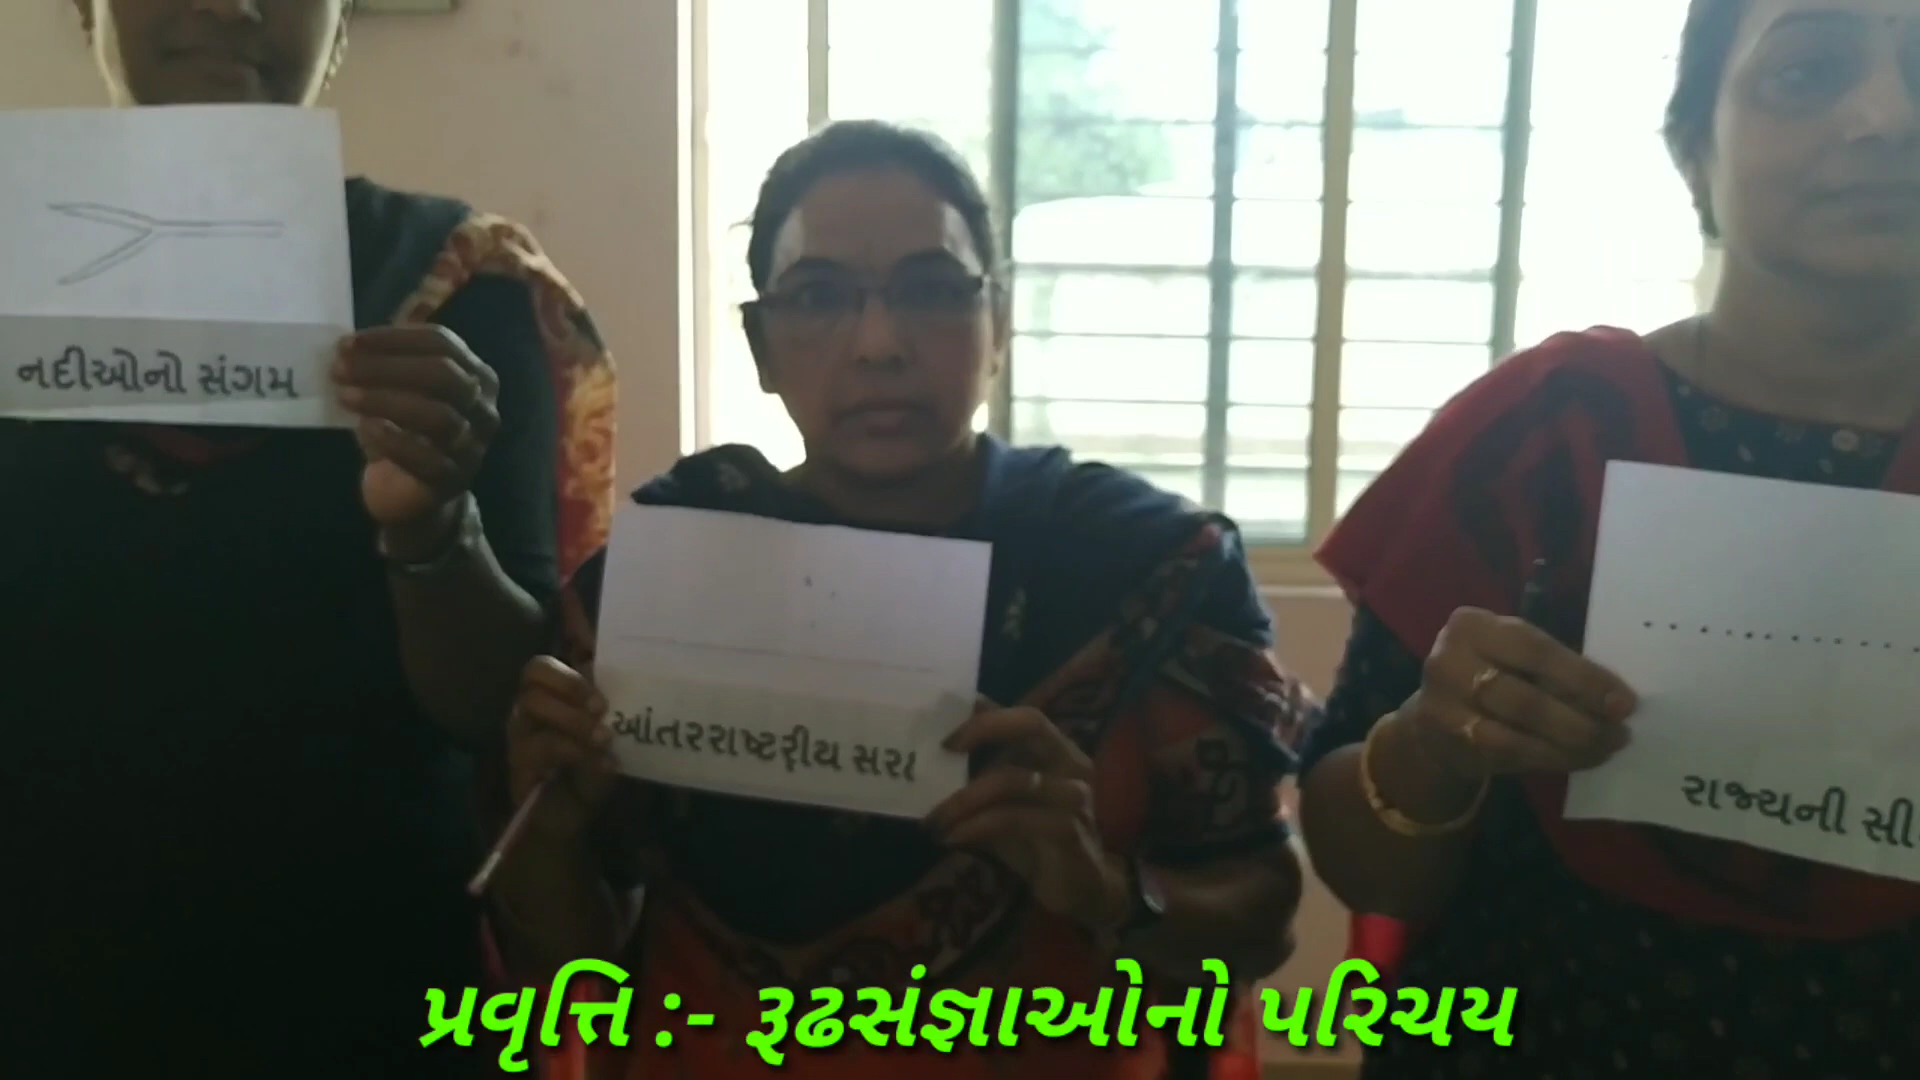 નદીઓનો સંગમ
આંતરરાષ્ટ્રીય સરા
રાજ્યની સી
પ્રવૃત્તિ :- રૂઢસંજ્ઞાઓનો પરિચય